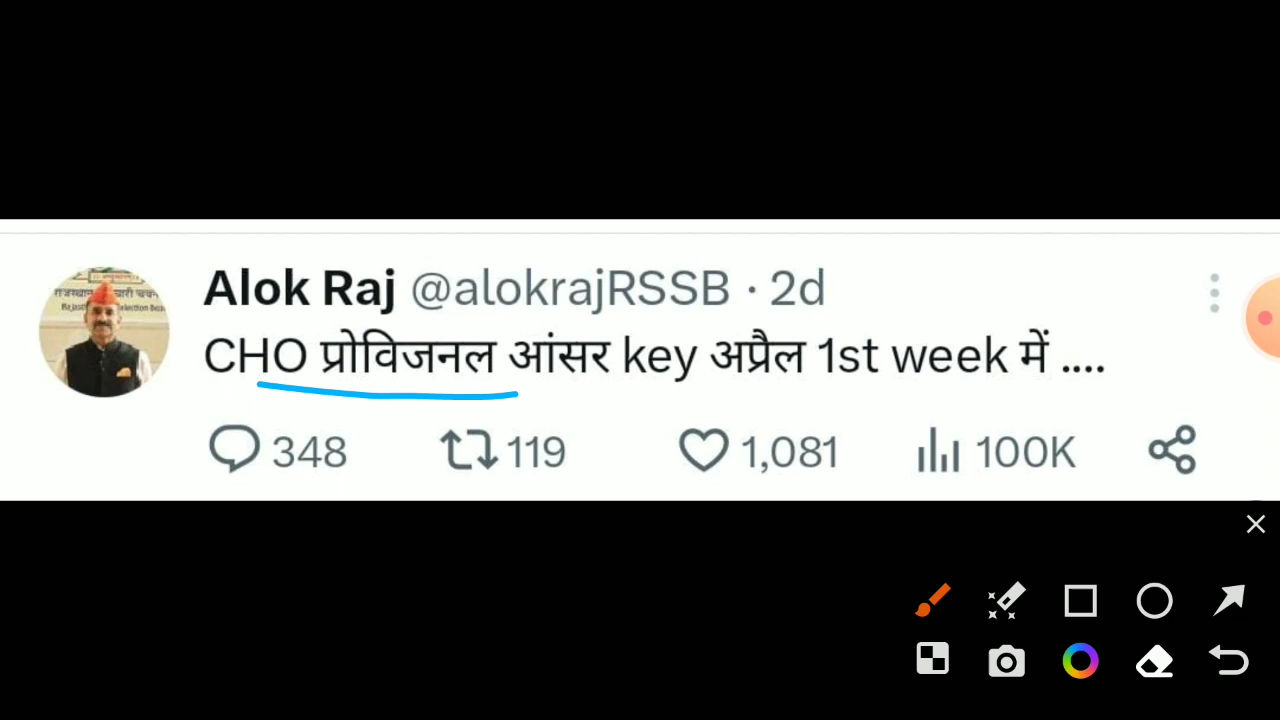 Alok Raj @alokrajRSSB · 2d
CHO प्रोविजनल आंसर key अप्रैल 1st week में ....
348 119 1,081 100K